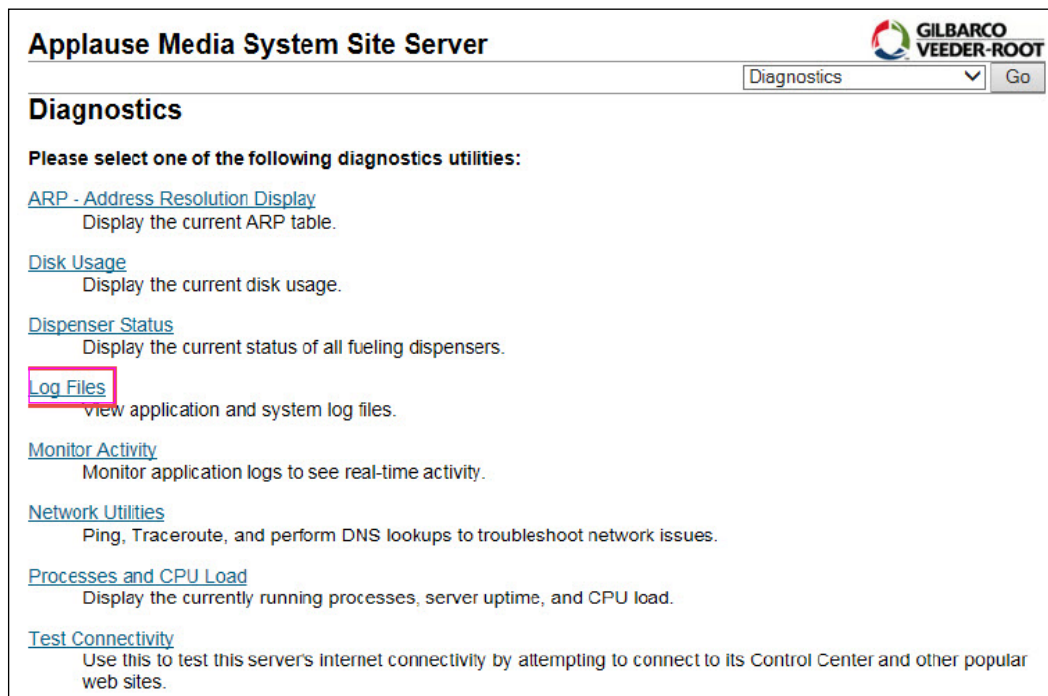 Applause Media System Site Server
GILBARCO
VEEDER-ROOT
Diagnostics
Go
Diagnostics
Please select one of the following diagnostics utilities:
ARP - Address Resolution Display
Display the current ARP table.
Disk Usage
Display the current disk usage.
Dispenser Status
Display the current status of all fueling dispensers.
Log Files
View application and system log files.
Monitor Activity
Monitor application logs to see real-time activity.
Network Utilities
Ping, Traceroute, and perform DNS lookups to troubleshoot network issues.
Processes and CPU Load
Display the currently running processes, server uptime, and CPU load.
Test Connectivity
Use this to test this server's internet connectivity by attempting to connect to its Control Center and other popular
web sites.